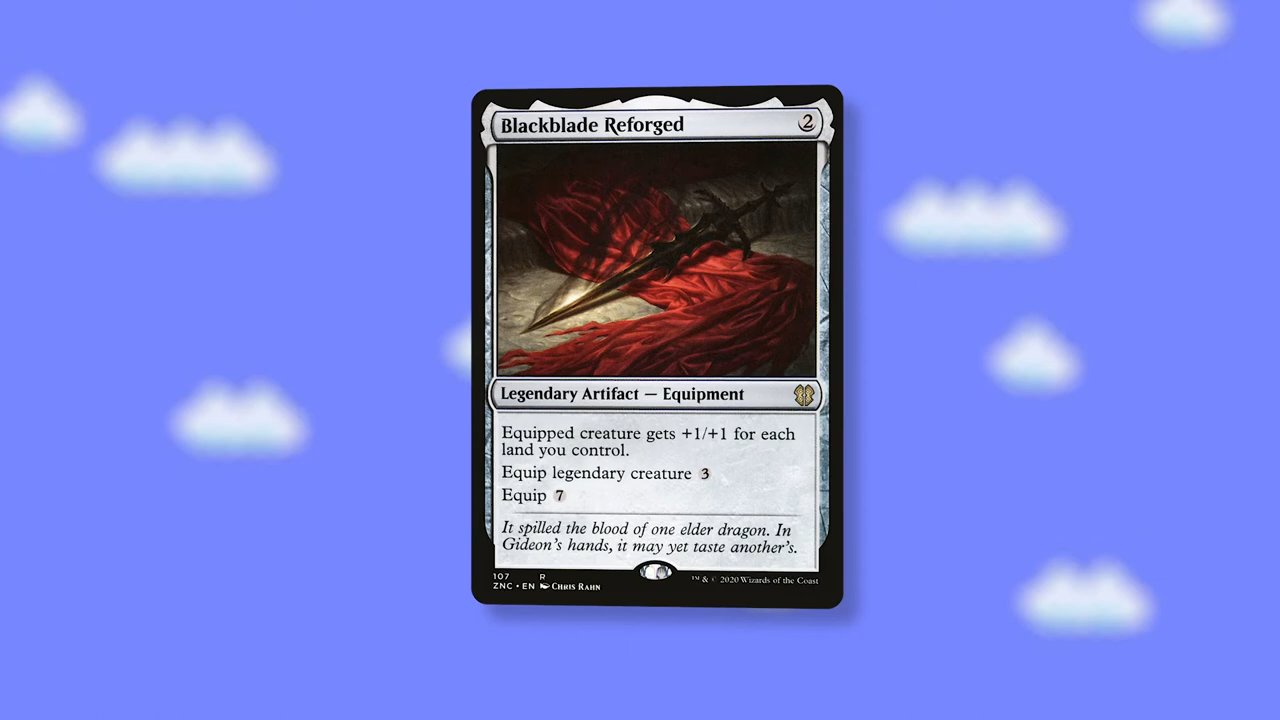 Blackblade Reforged 2
Legendary Artifact — Equipment
Equipped creature gets +1/+1 for each
land you control.
Equip legendary creature 3
Equip 7
It spilled the blood of one elder dragon. In
Gideon's hands, it may yet taste another's.
107 R
ZNC • EN Chris Rahn
™ & © 2020 Wizards of the Coast